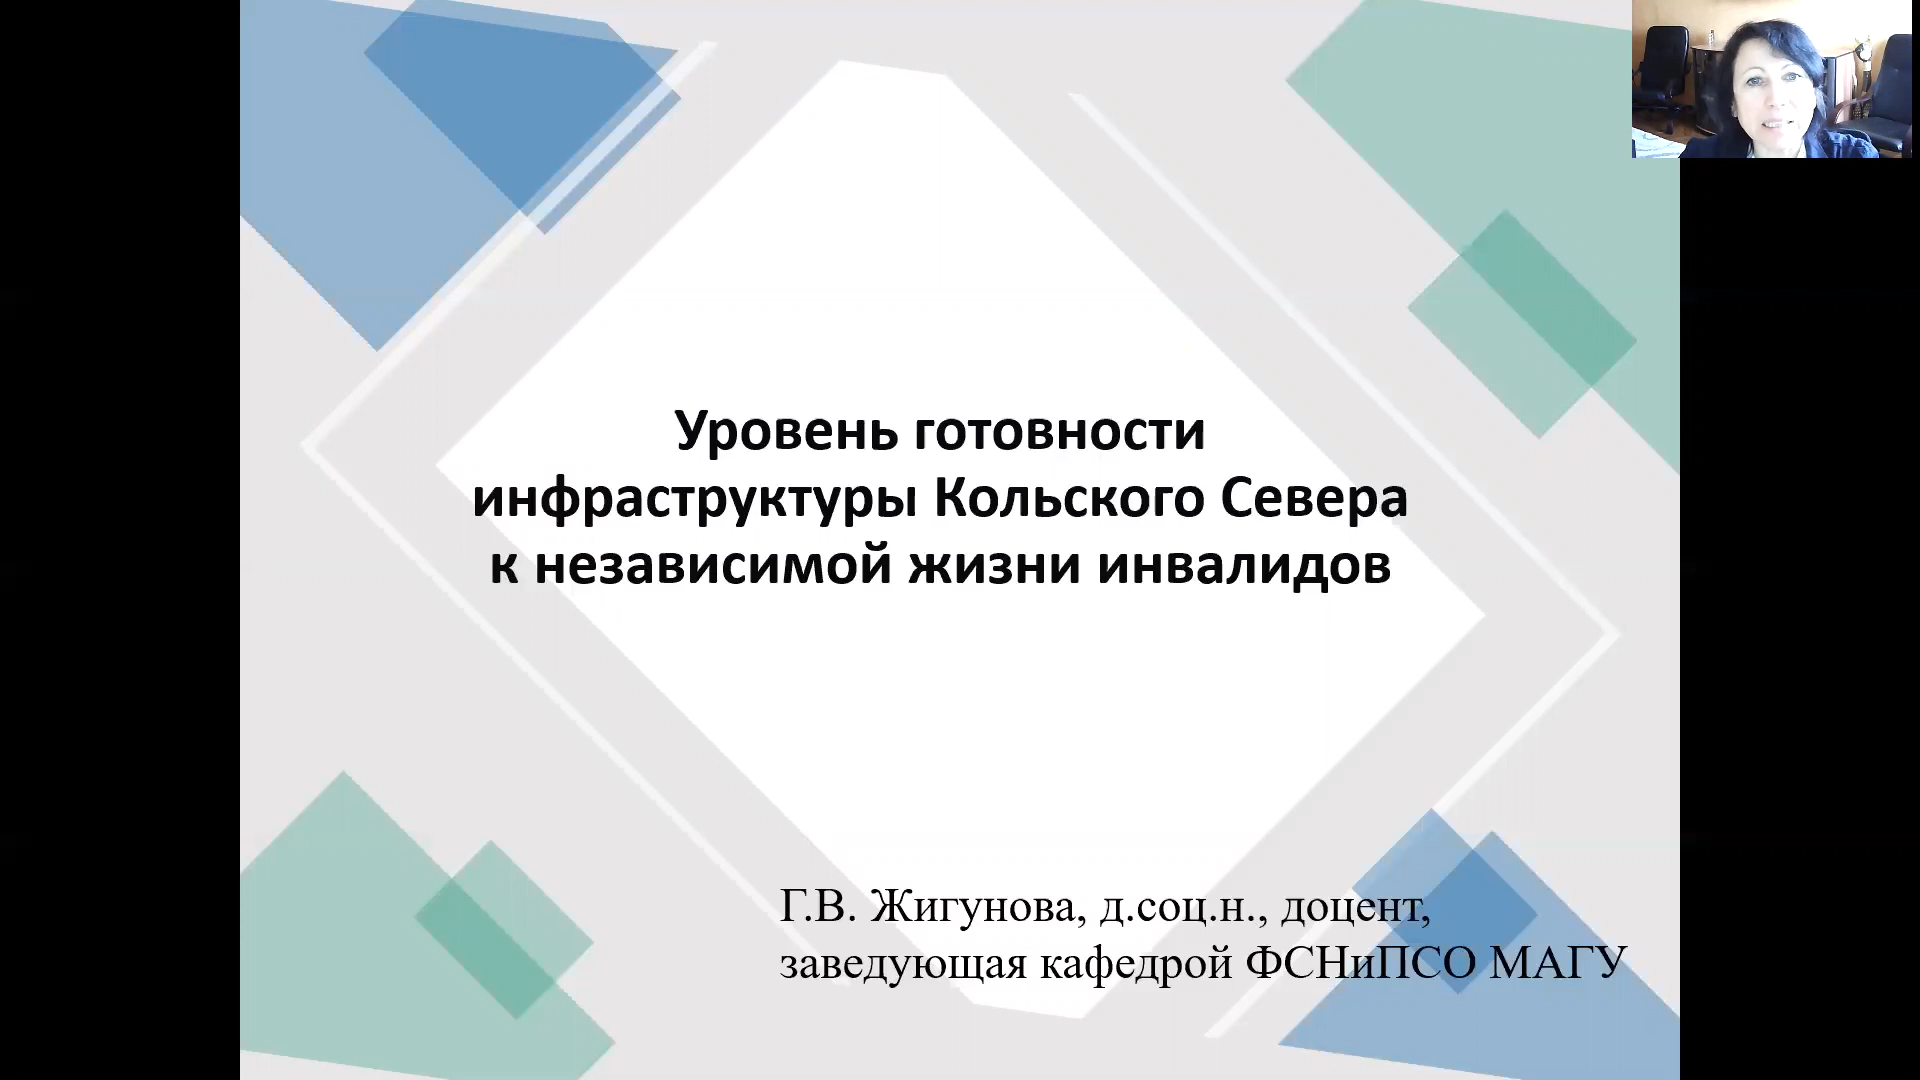 Уровень готовности
инфраструктуры Кольского Севера
к независимой жизни инвалидов
Г.В. Жигунова, д.соц.н., доцент,
заведующая кафедрой ФСНиПСО МАГУ